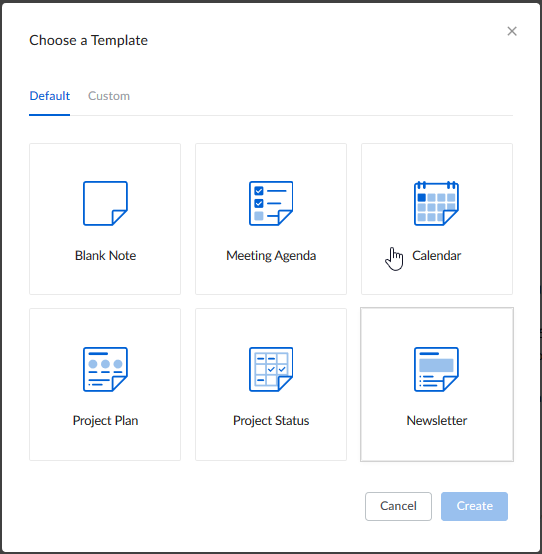 Choose a Template
Default Custom
Blank Note Meeting Agenda Calendar
Project Plan Project Status Newsletter
Cancel Create